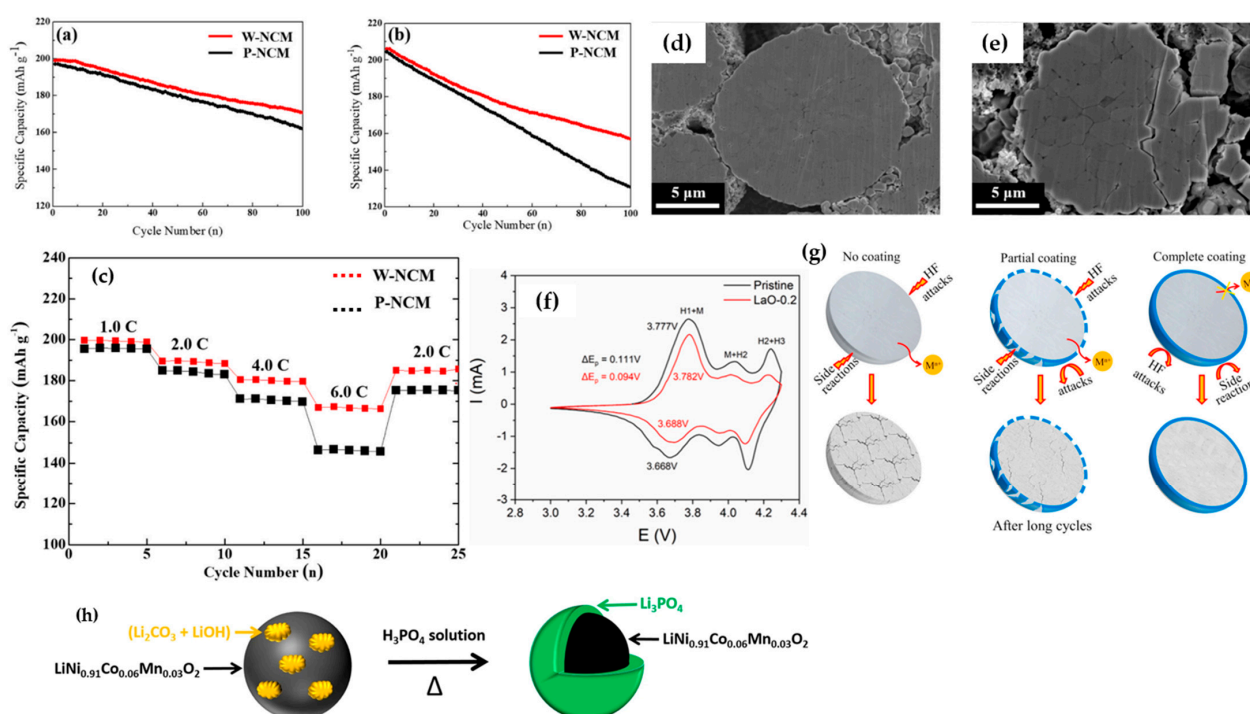 (a)
W-NCM
P-NCM
Specific Capacity (mAh g⁻¹)
200
180
160
140
120
0
20
40
60
80
100
Cycle Number (n)
(b)
W-NCM
P-NCM
Specific Capacity (mAh g⁻¹)
200
180
160
140
120
0
20
40
60
80
100
Cycle Number (n)
(d)
5 µm
(e)
5 µm
(c)
W-NCM
P-NCM
1.0 C
2.0 C
4.0 C
6.0 C
2.0 C
Specific Capacity (mAh g⁻¹)
240
220
200
180
160
140
120
100
0
5
10
15
20
25
Cycle Number (n)
(f)
Pristine
LaO-0.2
H1+M
3.777V
M+H2
H2+H3
ΔEₚ = 0.111V
ΔEₚ = 0.094V
3.782V
3.688V
3.668V
I (mA)
4
3
2
1
0
-1
-2
-3
2.8
3.0
3.2
3.4
3.6
3.8
4.0
4.2
4.4
E (V)
(g)
No coating
Partial coating
Complete coating
HF
attacks
Side
reactions
Mⁿ⁺
HF
attacks
Side
reactions
attacks
Mⁿ⁺
M
HF
attacks
Side
reactions
After long cycles
(h)
(Li₂CO₃ + LiOH)
LiNi₀.₉₁Co₀.₀₆Mn₀.₀₃O₂
H₃PO₄ solution
Δ
Li₃PO₄
LiNi₀.₉₁Co₀.₀₆Mn₀.₀₃O₂